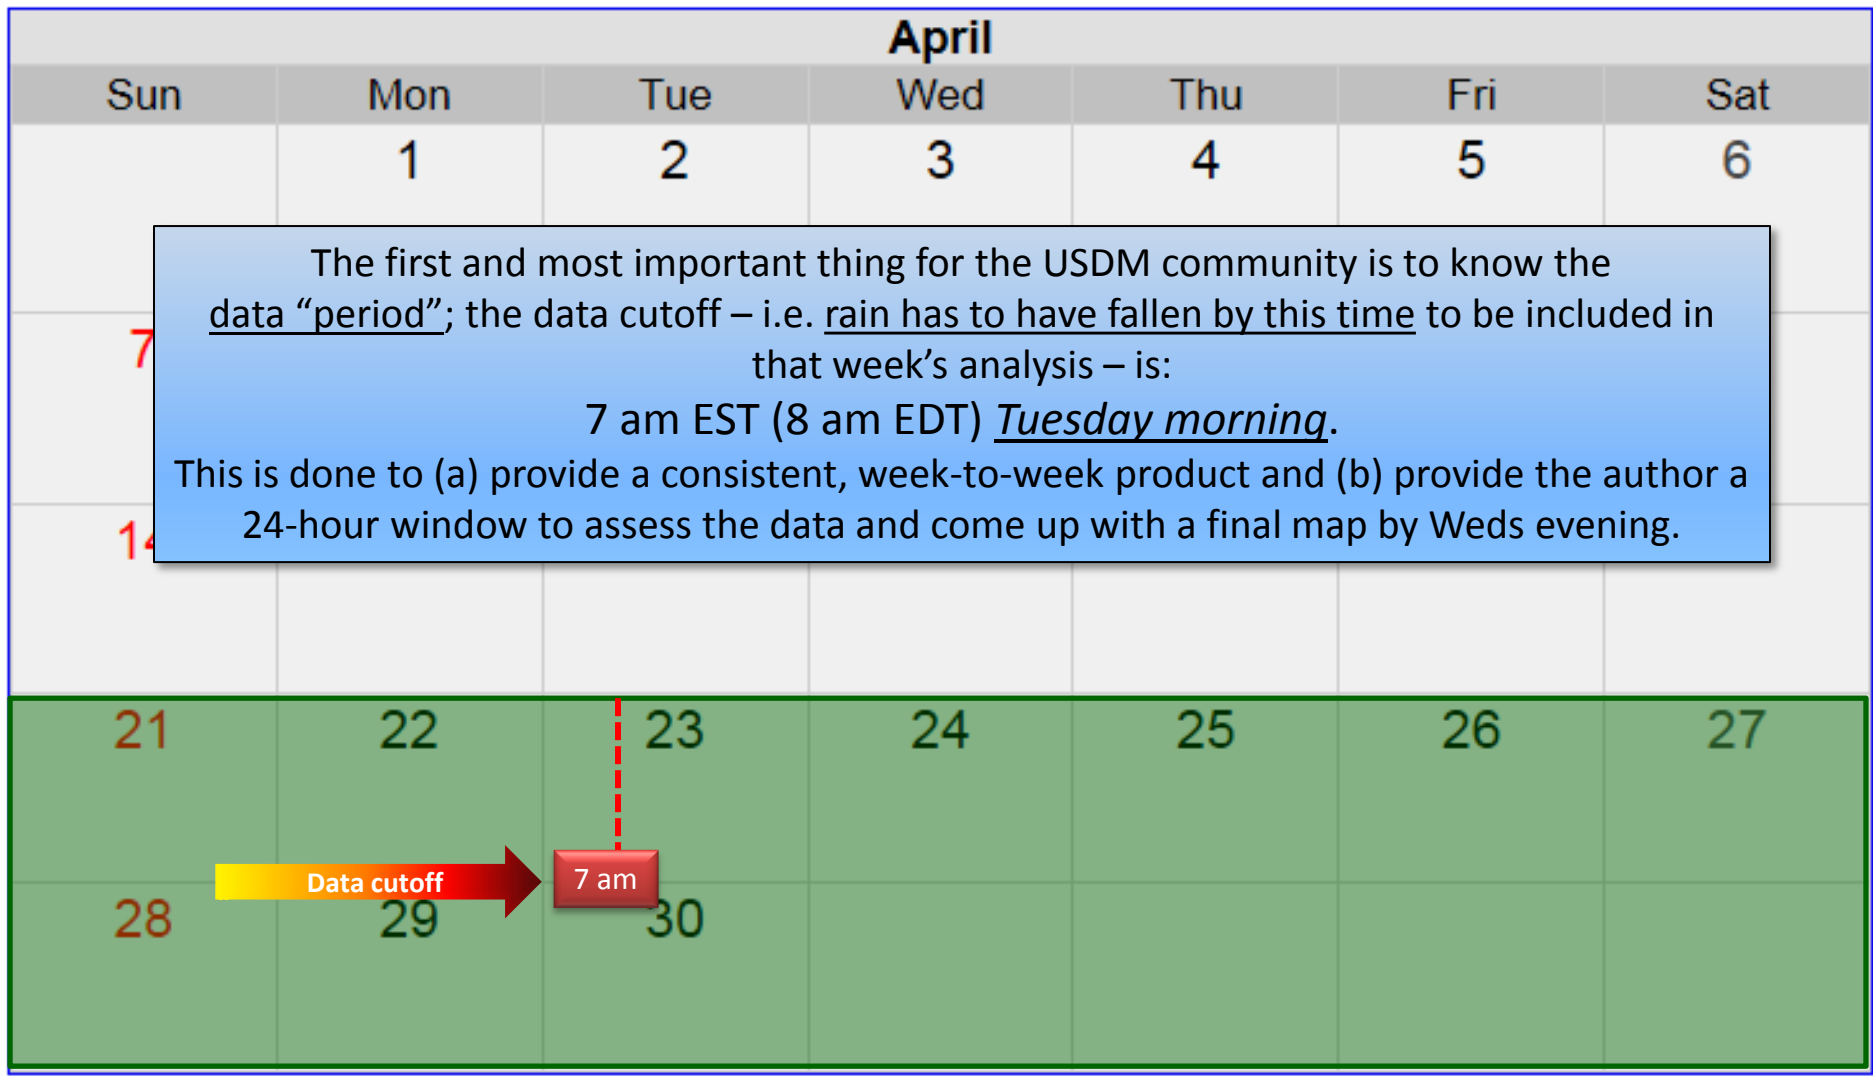 April
Sun Mon Tue Wed Thu Fri Sat
1 2 3 4 5 6
The first and most important thing for the USDM community is to know the
data “period”; the data cutoff – i.e. rain has to have fallen by this time to be included in
7
that week’s analysis – is:
7 am EST (8 am EDT) Tuesday morning.
This is done to (a) provide a consistent, week-to-week product and (b) provide the author a
14
24-hour window to assess the data and come up with a final map by Weds evening.
21 22 23 24 25 26 27
Data cutoff 7 am
28 29 30